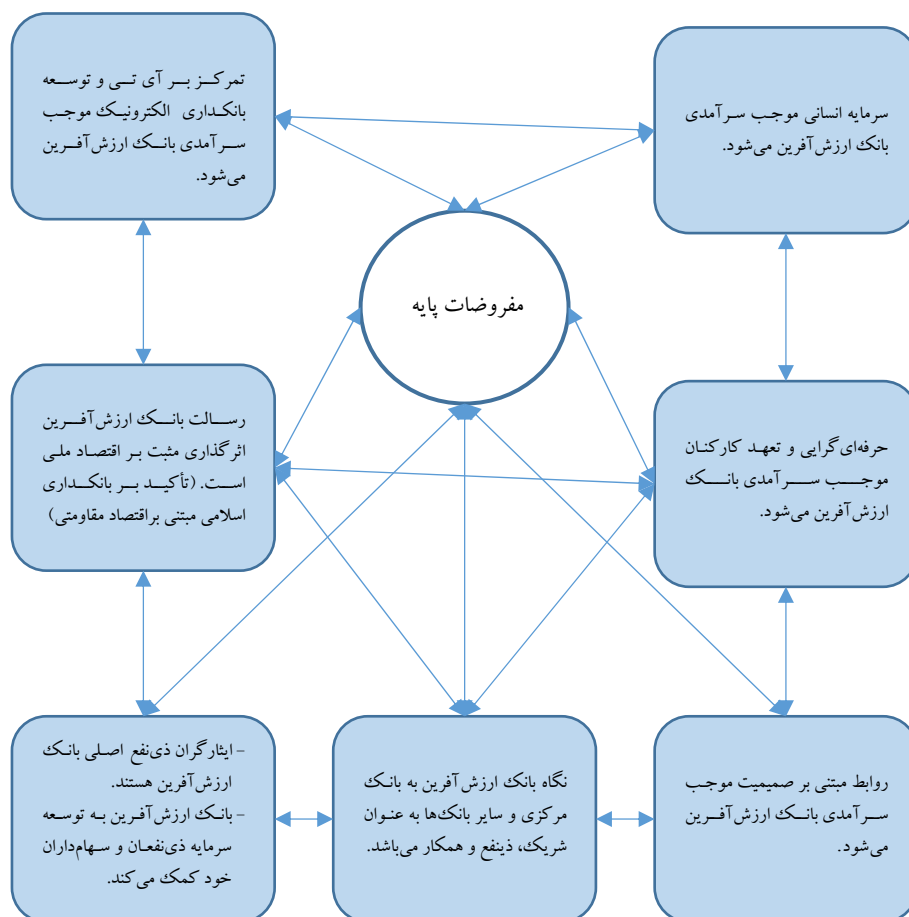 سرمایه انسانی موجب سرآمدی
بانک ارزش‌آفرین می‌شود.
تمرکز بر آی تی و توسعه
بانکداری الکترونیک موجب
سرآمدی بانک ارزش‌آفرین
می‌شود.
مفروضات پایه
حرفه‌ای‌گرایی و تعهد کارکنان
موجب سرآمدی بانک
ارزش‌آفرین می‌شود.
رسالت بانک ارزش‌آفرین
اثرگذاری مثبت بر اقتصاد ملی
است. (تأکید بر بانکداری
اسلامی مبتنی براقتصاد مقاومتی)
روابط مبتنی بر صمیمیت موجب
سرآمدی بانک ارزش‌آفرین
می‌شود.
نگاه بانک ارزش‌آفرین به بانک
مرکزی و سایر بانک‌ها به عنوان
شریک، ذینفع و همکار می‌باشد.
- ایثارگران ذی‌نفع اصلی بانک
ارزش‌آفرین هستند.
- بانک ارزش‌آفرین به توسعه
سرمایه ذی‌نفعان و سهام‌داران
خود کمک می‌کند.